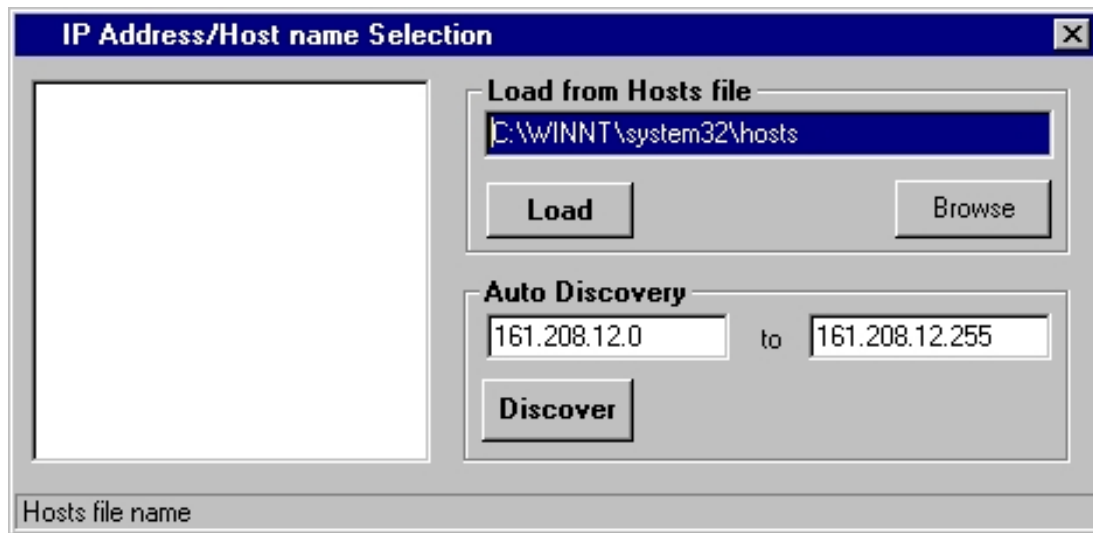 IP Address/Host name Selection
Load from Hosts file
C:\WINNT\system32\hosts
Load
Browse
Auto Discovery
161.208.12.0 to 161.208.12.255
Discover
Hosts file name